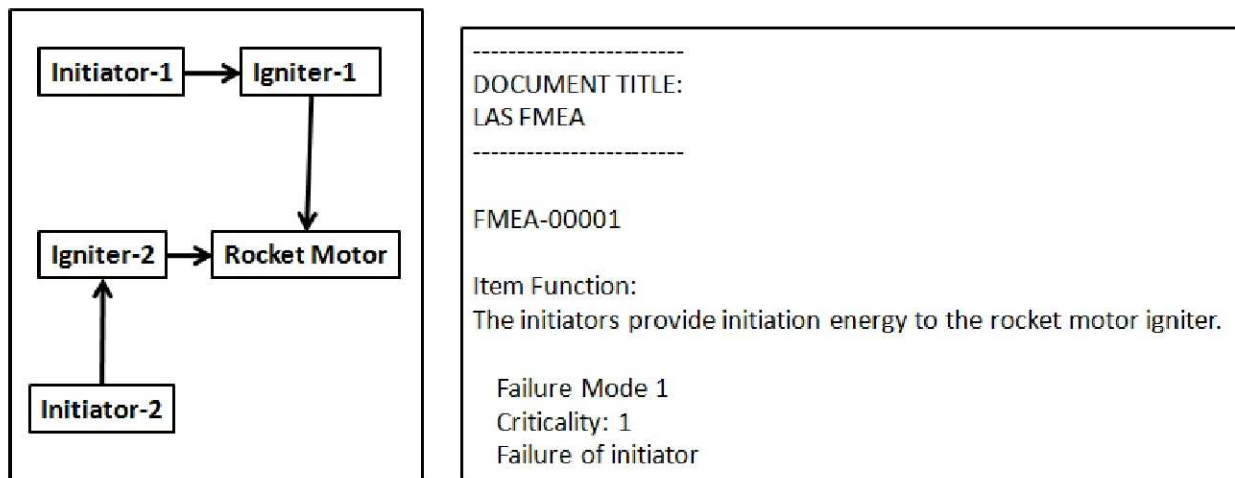 Initiator-1
Igniter-1
Igniter-2
Rocket Motor
Initiator-2
------------------------
DOCUMENT TITLE:
LAS FMEA
------------------------
FMEA-00001
Item Function:
The initiators provide initiation energy to the rocket motor igniter.
Failure Mode 1
Criticality: 1
Failure of initiator